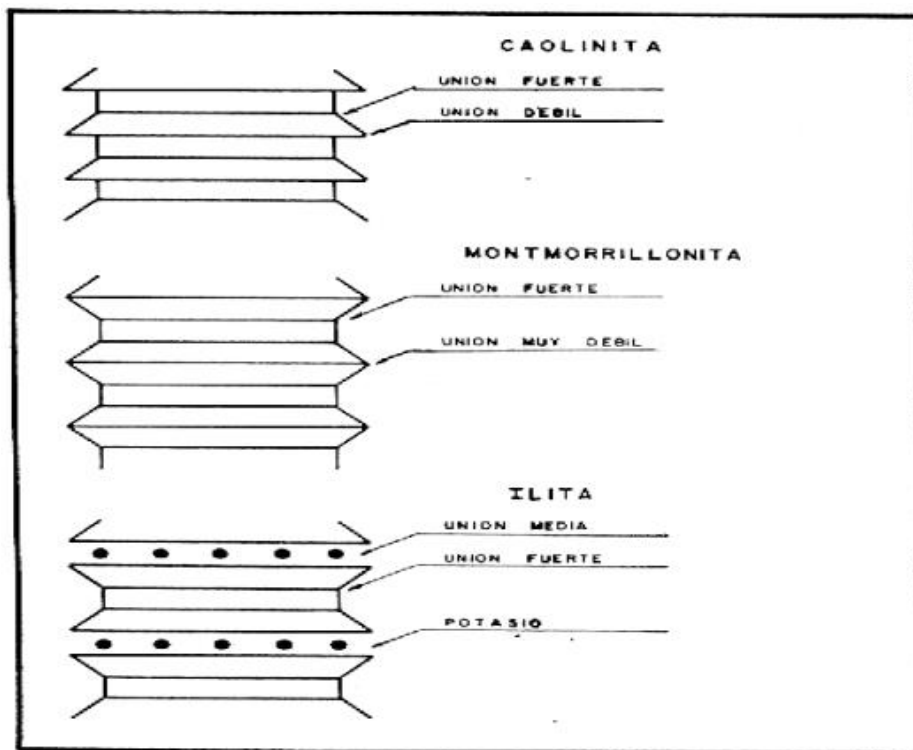 CAOLINITA
UNION FUERTE
UNION DEBIL
MONTMORRILLONITA
UNION FUERTE
UNION MUY DEBIL
ILITA
UNION MEDIA
UNION FUERTE
POTASIO